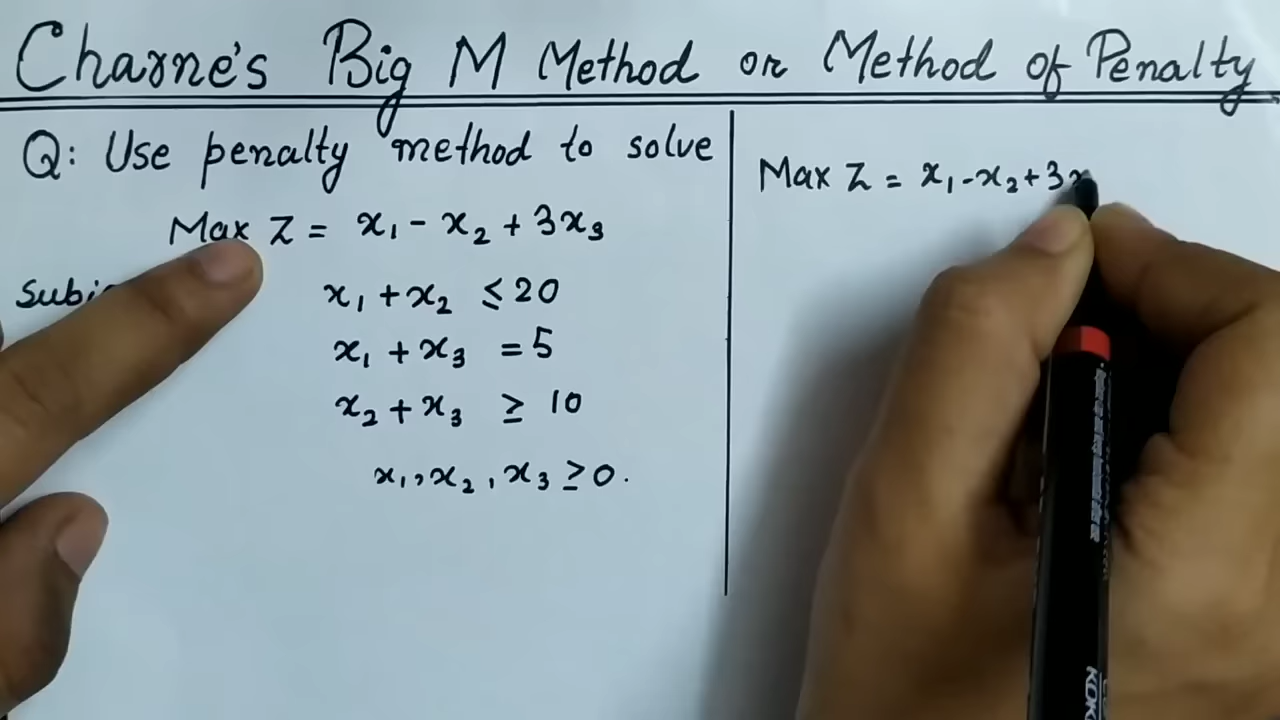 Charne's Big M Method or Method of Penalty
Q: Use penalty method to solve
Max Z = x₁ - x₂ + 3x₃
x₁ + x₂ ≤ 20
x₁ + x₃ = 5
x₂ + x₃ ≥ 10
x₁, x₂, x₃ ≥ 0.
Max Z = x₁ - x₂ + 3x